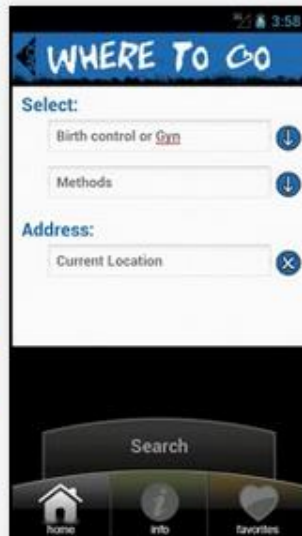 3:58
WHERE TO GO
Select:
Birth control or Gyn
Methods
Address:
Current Location
Search
home
info
favorites